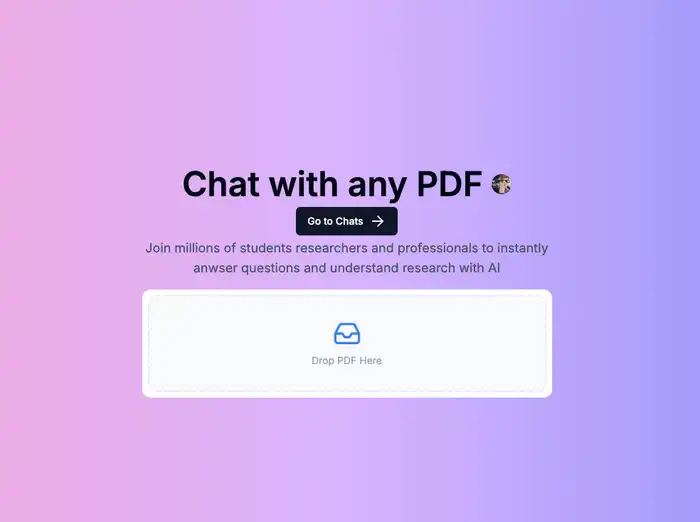 Chat with any PDF
Go to Chats
Join millions of students researchers and professionals to instantly
anwser questions and understand research with AI
Drop PDF Here